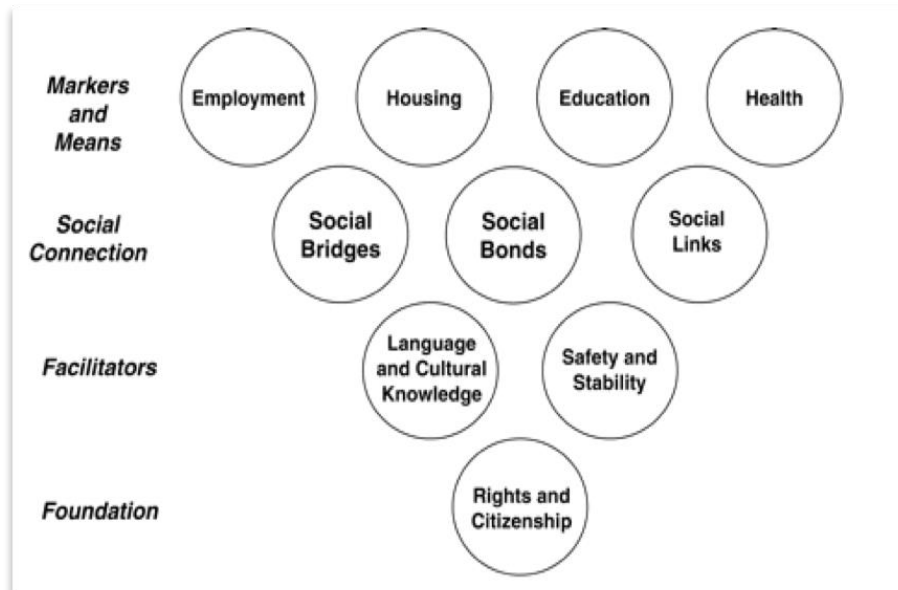 Markers
and
Means
Employment
Housing
Education
Health
Social
Connection
Social
Bridges
Social
Bonds
Social
Links
Facilitators
Language
and Cultural
Knowledge
Safety and
Stability
Foundation
Rights and
Citizenship